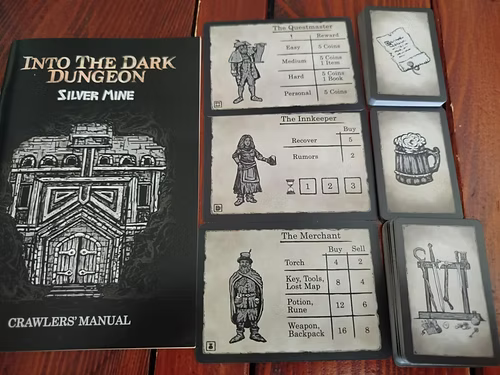 INTO THE DARK
DUNGEON
SILVER MINE
CRAWLERS' MANUAL
The Questmaster
Reward
Easy 5 Coins
Medium 5 Coins
1 Item
Hard 5 Coins
1 Book
Personal 5 Coins
The Innkeeper
Buy
Recover 5
Rumors 2
1 2 3
The Merchant
Buy Sell
Torch 4 2
Key, Tools,
Lost Map 8 4
Potion,
Rune 12 6
Weapon,
Backpack 16 8